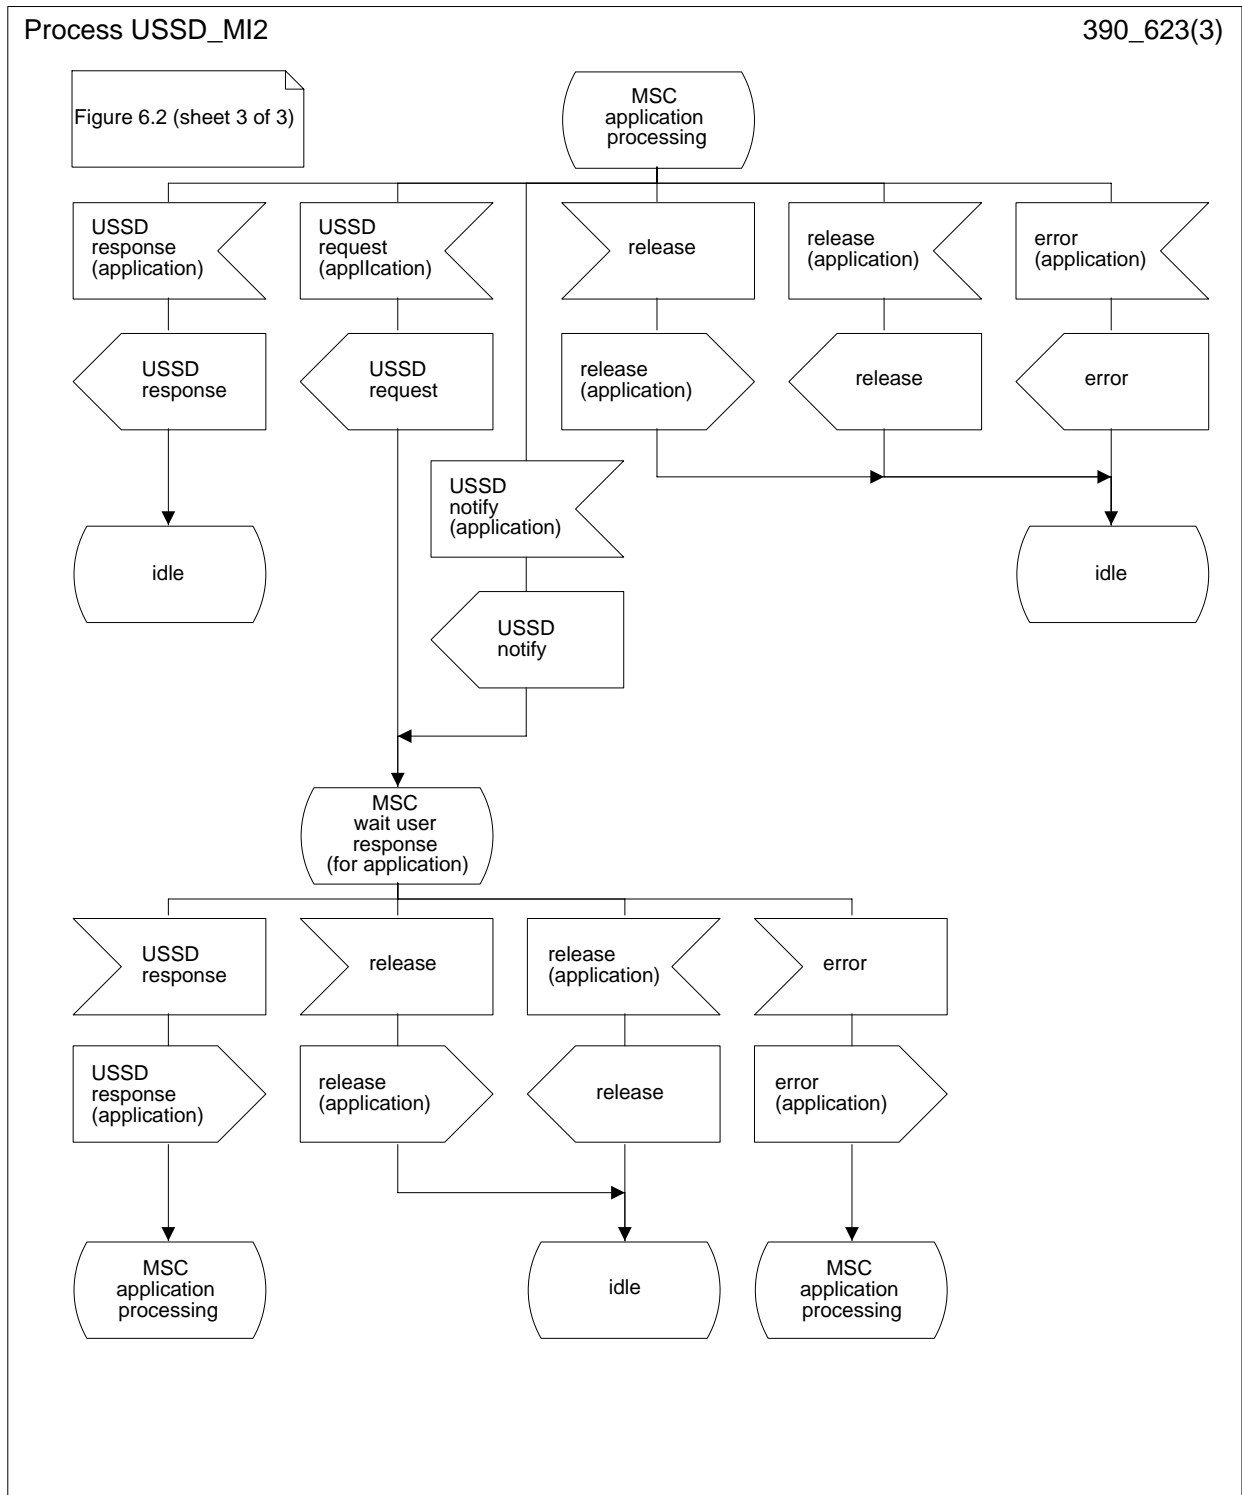 Process USSD_MI2
390_623(3)
Figure 6.2 (sheet 3 of 3)
MSC
application
processing
USSD
response
(application)
USSD
request
(applIcation)
release
release
(application)
error
(application)
USSD
response
USSD
request
release
(application)
release
error
USSD
notify
(application)
idle
idle
USSD
notify
MSC
wait user
response
(for application)
USSD
response
release
release
(application)
error
USSD
response
(application)
release
(application)
release
error
(application)
MSC
application
processing
idle
MSC
application
processing